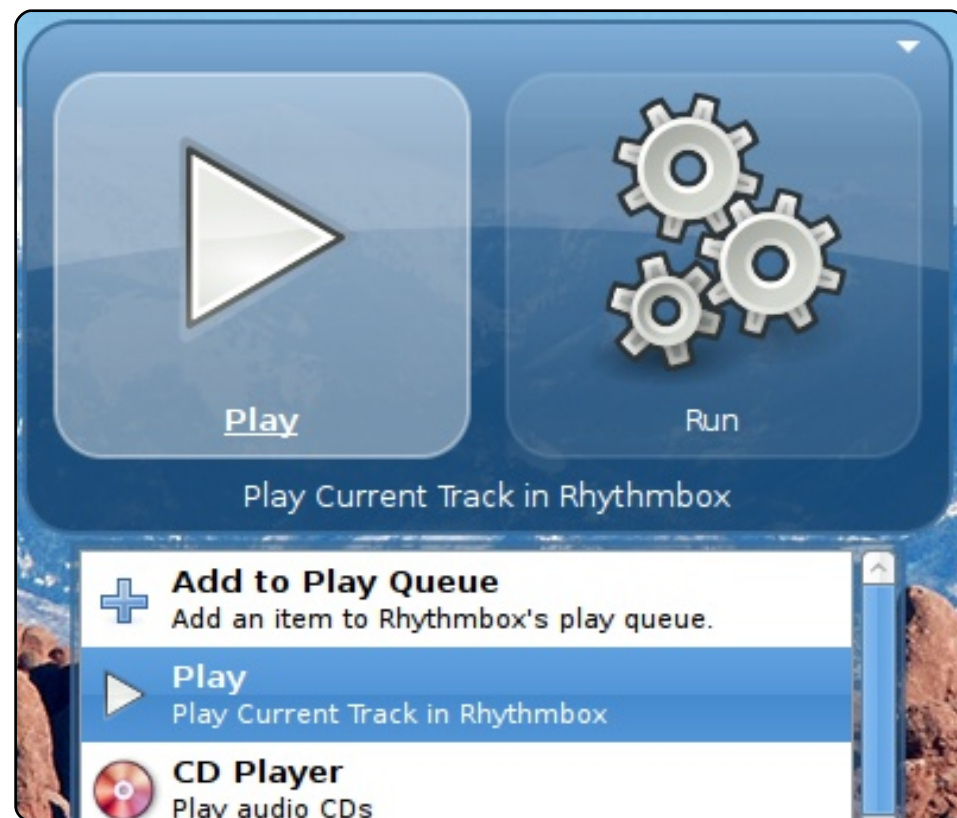 Play
Run
Play Current Track in Rhythmbox
Add to Play Queue
Add an item to Rhythmbox's play queue.
Play
Play Current Track in Rhythmbox
CD Player
Play audio CDs